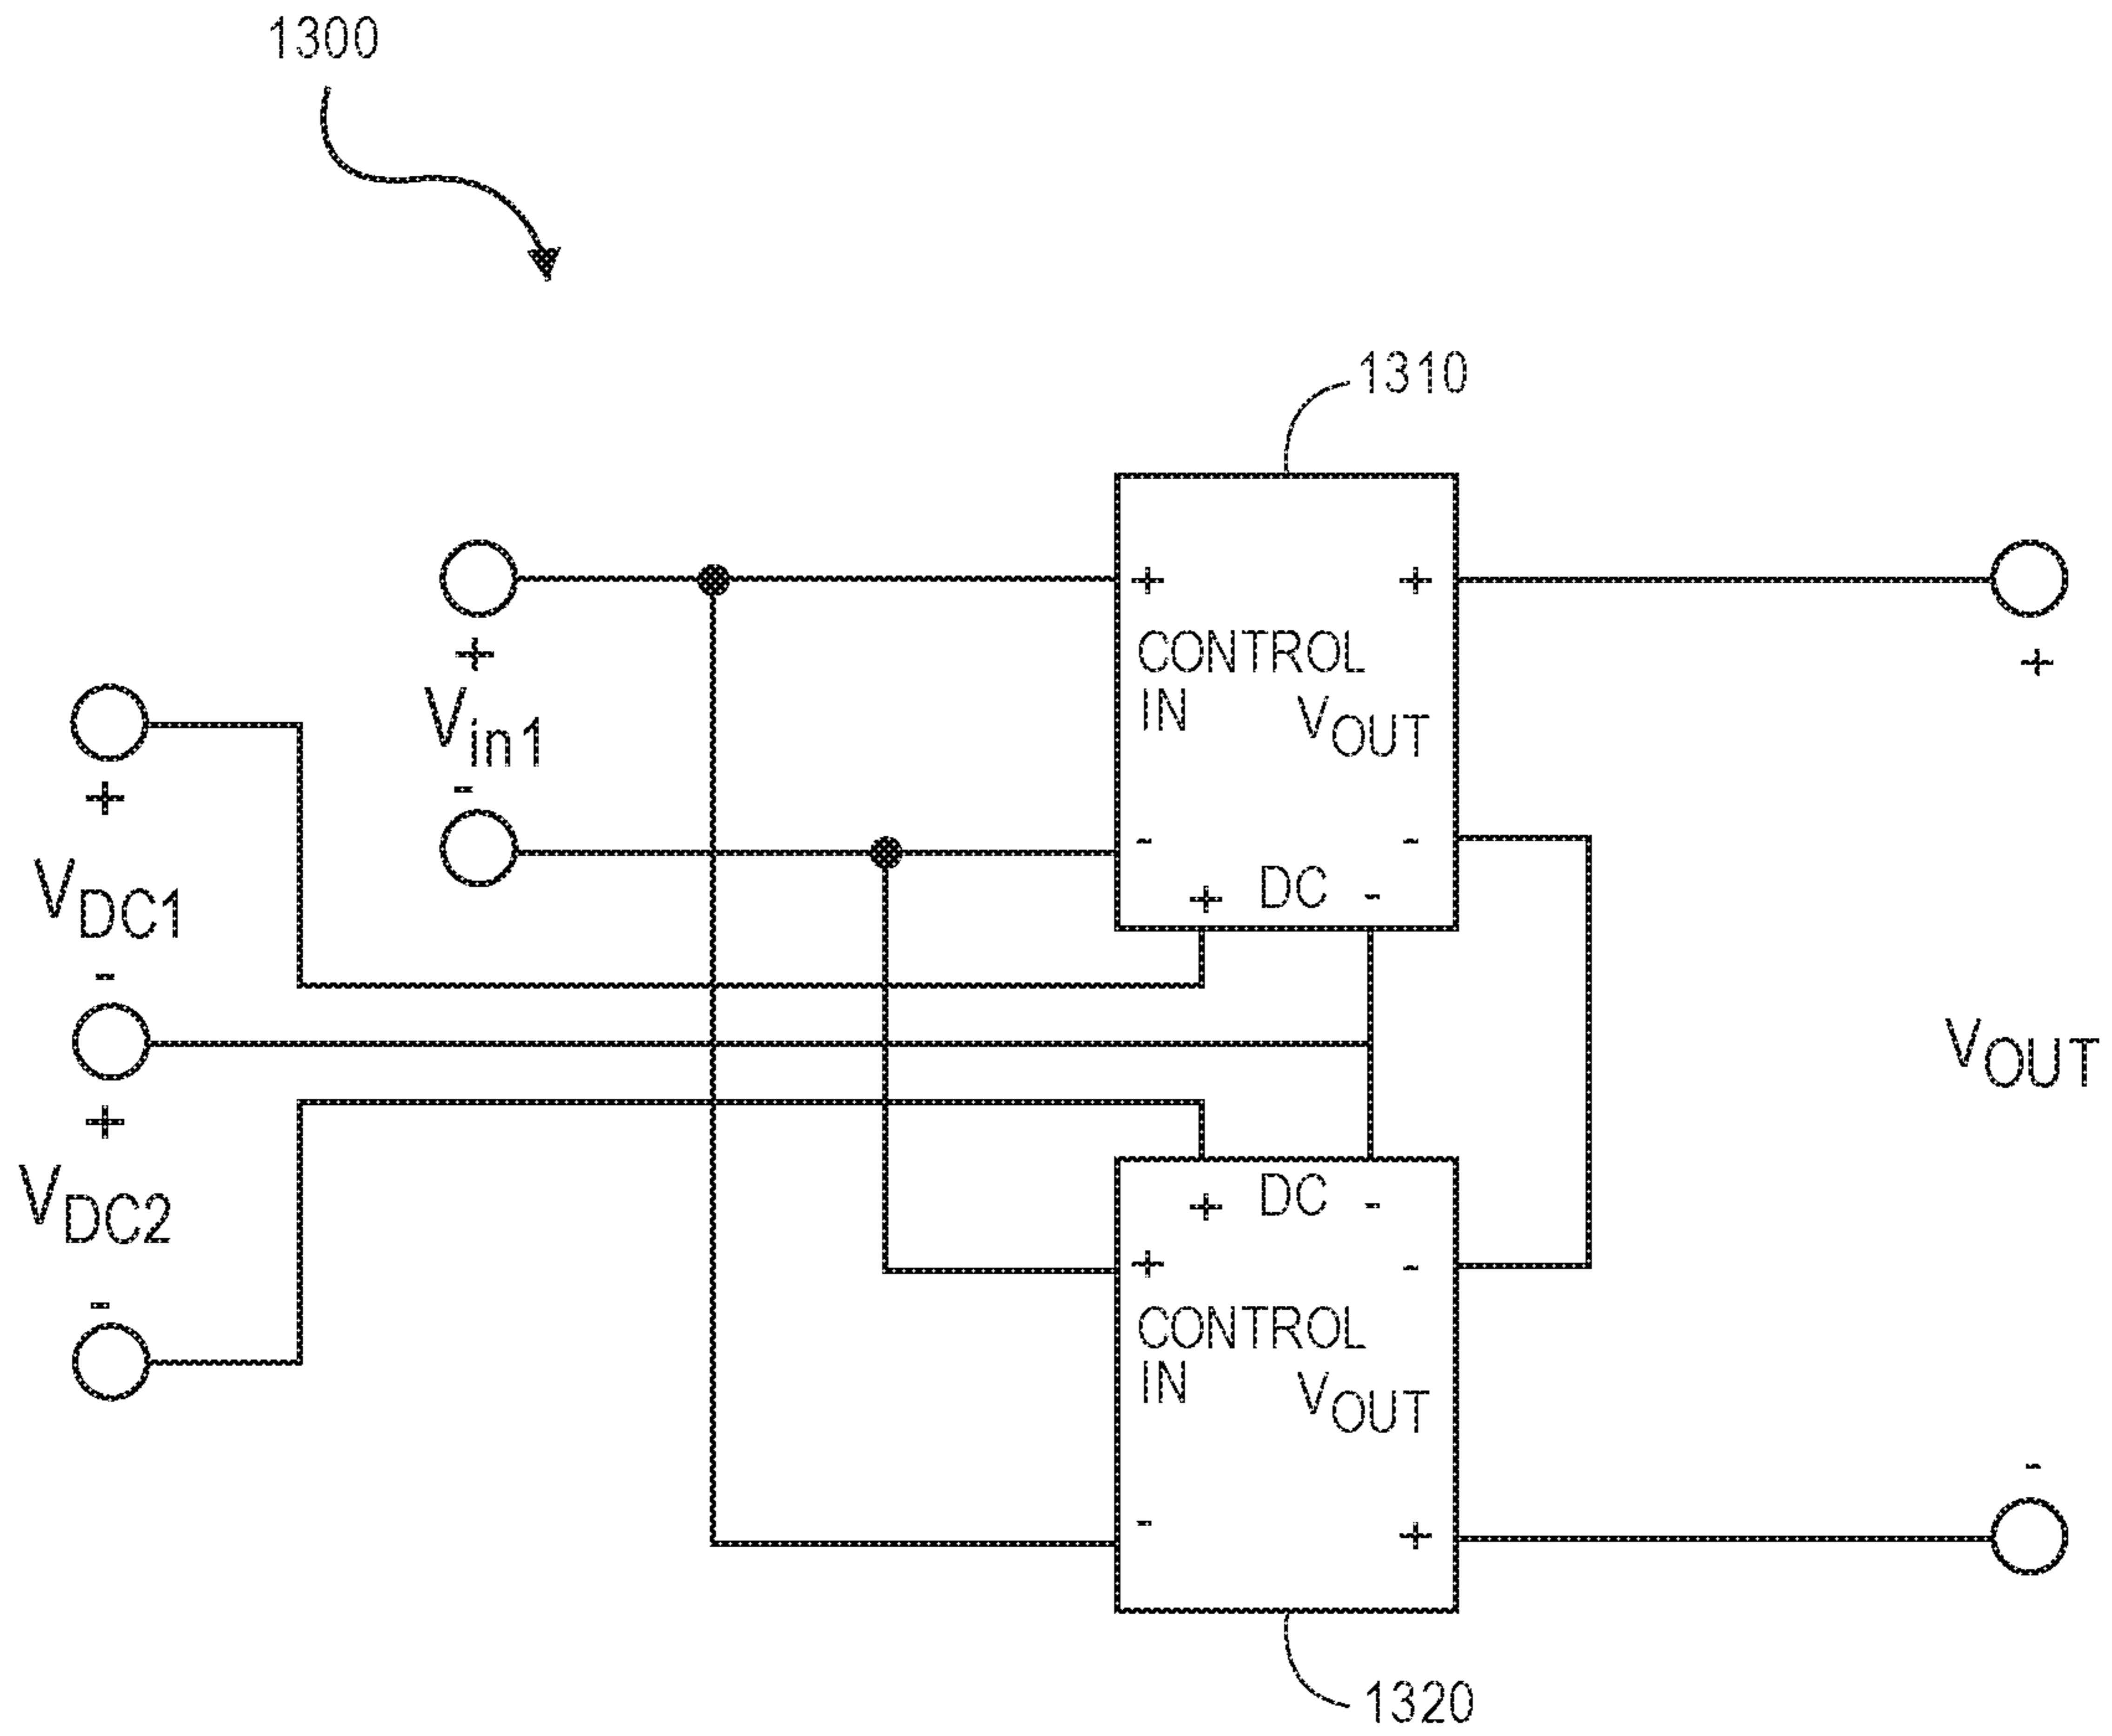 1300
1310
+ +
CONTROL
IN VOUT
- -
+ DC -
+
Vin1
-
+
VDC1
-
+
VDC2
-
+
VOUT
-
+ DC -
+ -
CONTROL
IN VOUT
- +
1320